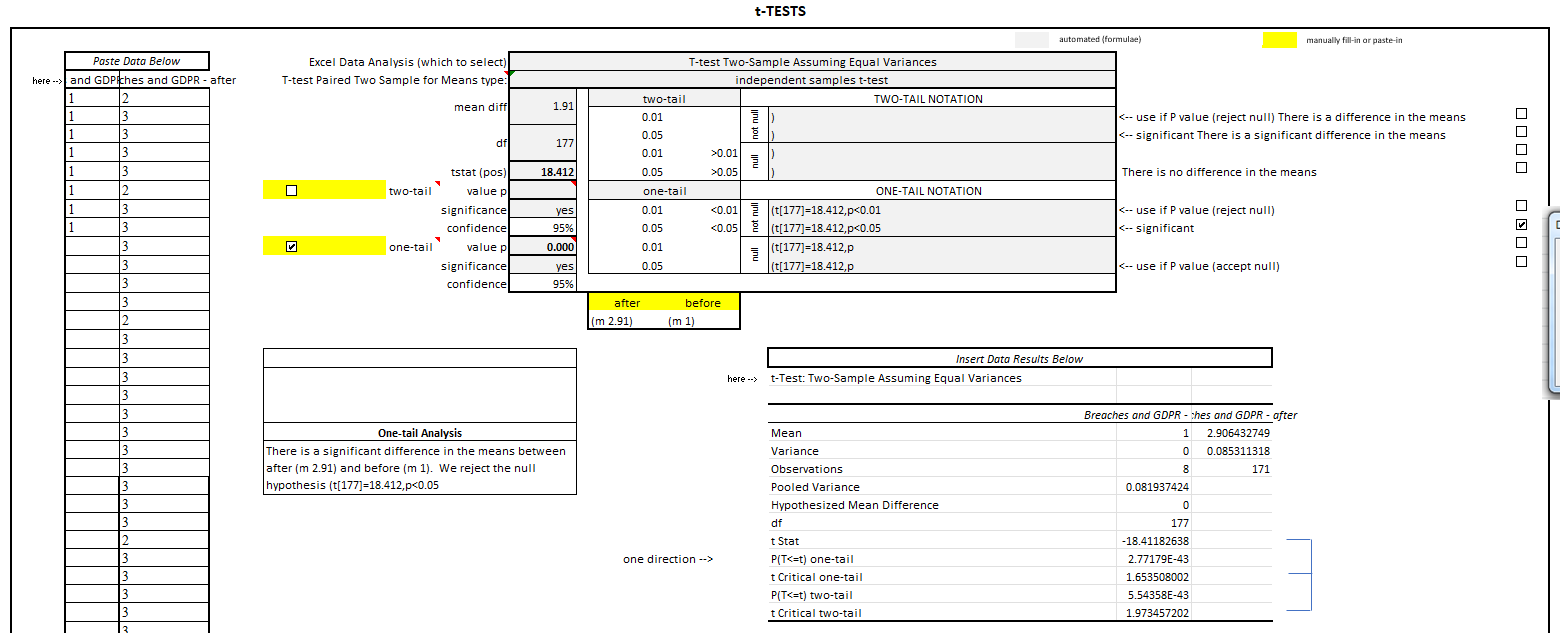 t-TESTS
automated (formulae)
manually fill-in or paste-in
Paste Data Below
here --> and GDPR ches and GDPR - after
1 2
1 3
1 3
1 3
1 3
1 2
1 3
1 3
3
3
3
3
2
3
3
3
3
3
3
3
3
3
3
3
2
3
3
3
3
3
Excel Data Analysis (which to select) T-test Two-Sample Assuming Equal Variances
T-test Paired Two Sample for Means type: independent samples t-test
mean diff 1.91
df 177
tstat (pos) 18.412
two-tail value p
significance yes
confidence 95%
one-tail value p 0.000
significance yes
confidence 95%
two-tail TWO-TAIL NOTATION
0.01 not null ) <-- use if P value (reject null) There is a difference in the means
0.05 ) <-- significant There is a significant difference in the means
0.01 >0.01 null )
0.05 >0.05 ) There is no difference in the means
one-tail ONE-TAIL NOTATION
0.01 <0.01 not null (t[177]=18.412,p<0.01 <-- use if P value (reject null)
0.05 <0.05 (t[177]=18.412,p<0.05 <-- significant
0.01 null (t[177]=18.412,p
0.05 (t[177]=18.412,p <-- use if P value (accept null)
after before
(m 2.91) (m 1)
One-tail Analysis
There is a significant difference in the means between
after (m 2.91) and before (m 1). We reject the null
hypothesis (t[177]=18.412,p<0.05
Insert Data Results Below
here --> t-Test: Two-Sample Assuming Equal Variances
Breaches and GDPR - ches and GDPR - after
Mean 1 2.906432749
Variance 0 0.085311318
Observations 8 171
Pooled Variance 0.081937424
Hypothesized Mean Difference 0
df 177
t Stat -18.41182638
one direction --> P(T<=t) one-tail 2.77179E-43
t Critical one-tail 1.653508002
P(T<=t) two-tail 5.54358E-43
t Critical two-tail 1.973457202